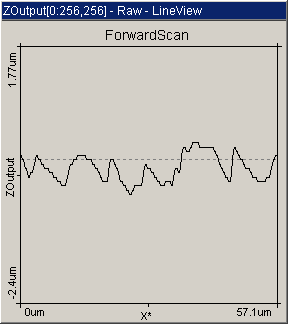 ZOutput[0:256,256] - Raw - LineView
ForwardScan
1.77um
ZOutput
-2.4um
0um
X*
57.1um